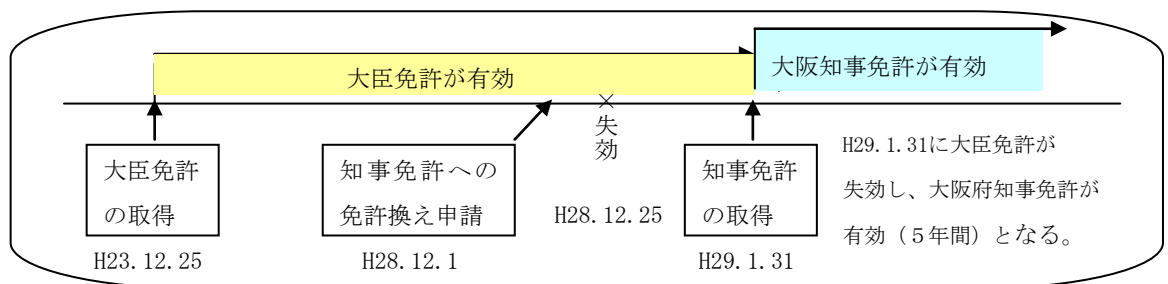 大臣免許が有効
大阪知事免許が有効
×
失効
大臣免許
の取得
H23.12.25
知事免許への
免許換え申請
H28.12.1
H28.12.25
知事免許
の取得
H29.1.31
H29.1.31に大臣免許が
失効し、大阪府知事免許が
有効（５年間）となる。